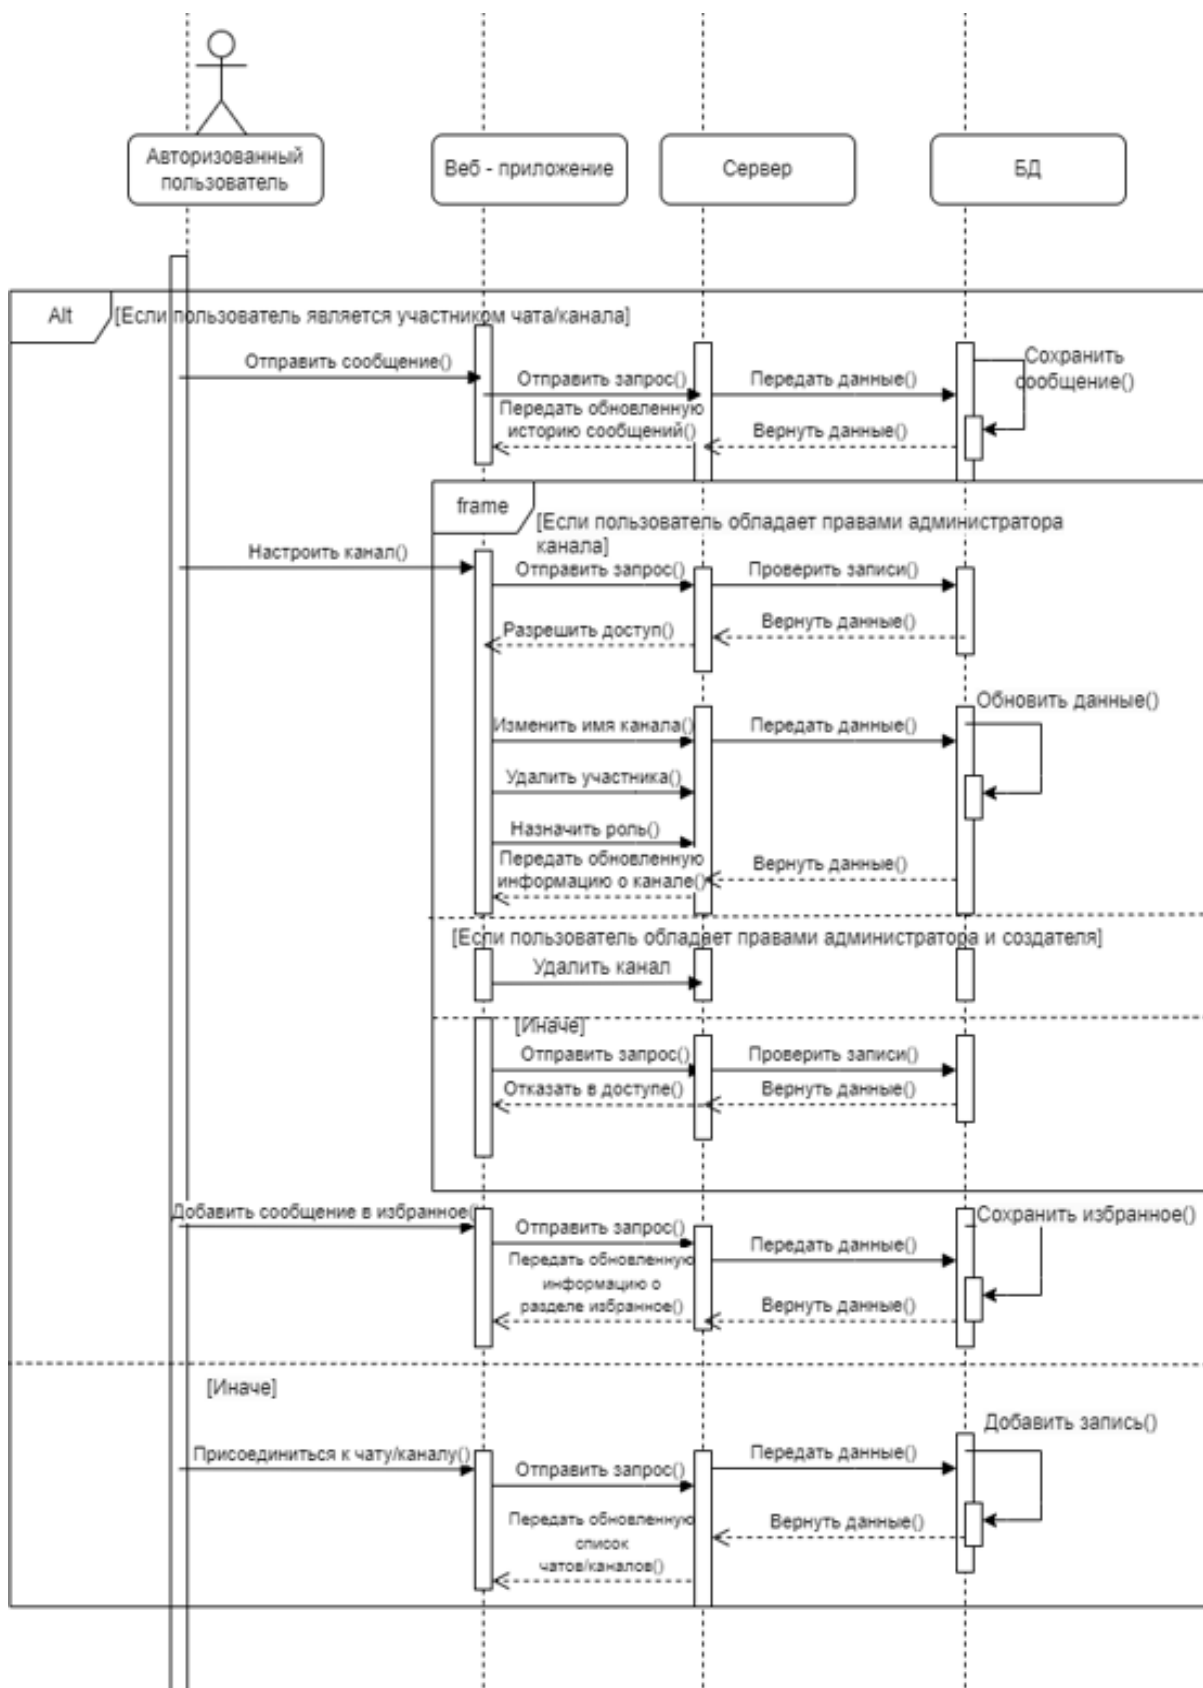 Авторизованный
пользователь
Веб - приложение
Сервер
БД
Alt
[Если пользователь является участником чата/канала]
Отправить сообщение()
Отправить запрос()
Передать данные()
Сохранить
сообщение()
Передать обновленную
историю сообщений()
Вернуть данные()
frame
[Если пользователь обладает правами администратора
канала]
Настроить канал()
Отправить запрос()
Проверить записи()
Вернуть данные()
Разрешить доступ()
Обновить данные()
Изменить имя канала()
Передать данные()
Удалить участника()
Назначить роль()
Передать обновленную
информацию о канале()
Вернуть данные()
[Если пользователь обладает правами администратора и создателя]
Удалить канал
[Иначе]
Отправить запрос()
Проверить записи()
Отказать в доступе()
Вернуть данные()
Добавить сообщение в избранное()
Сохранить избранное()
Отправить запрос()
Передать данные()
Передать обновленную
информацию о
разделе избранное()
Вернуть данные()
[Иначе]
Добавить запись()
Присоединиться к чату/каналу()
Отправить запрос()
Передать данные()
Передать обновленную
список
чатов/каналов()
Вернуть данные()